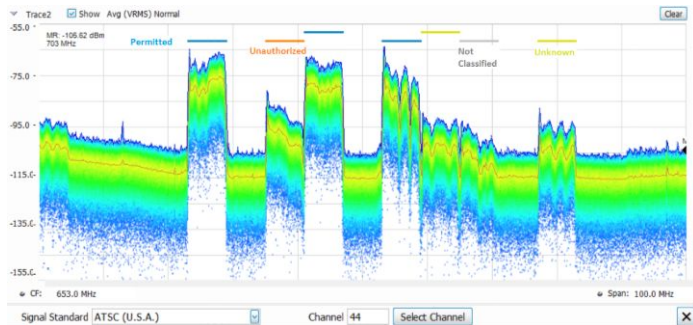 Trace2 Show Avg (VRMS) Normal Clear
-55.0
MR: -106.62 dBm
703 MHz
Permitted
Unauthorized
Not
Classified
Unknown
-75.0
-95.0
-115.0
-135.0
-155.0
CF: 653.0 MHz Span: 100.0 MHz
Signal Standard ATSC (U.S.A.) Channel 44 Select Channel X